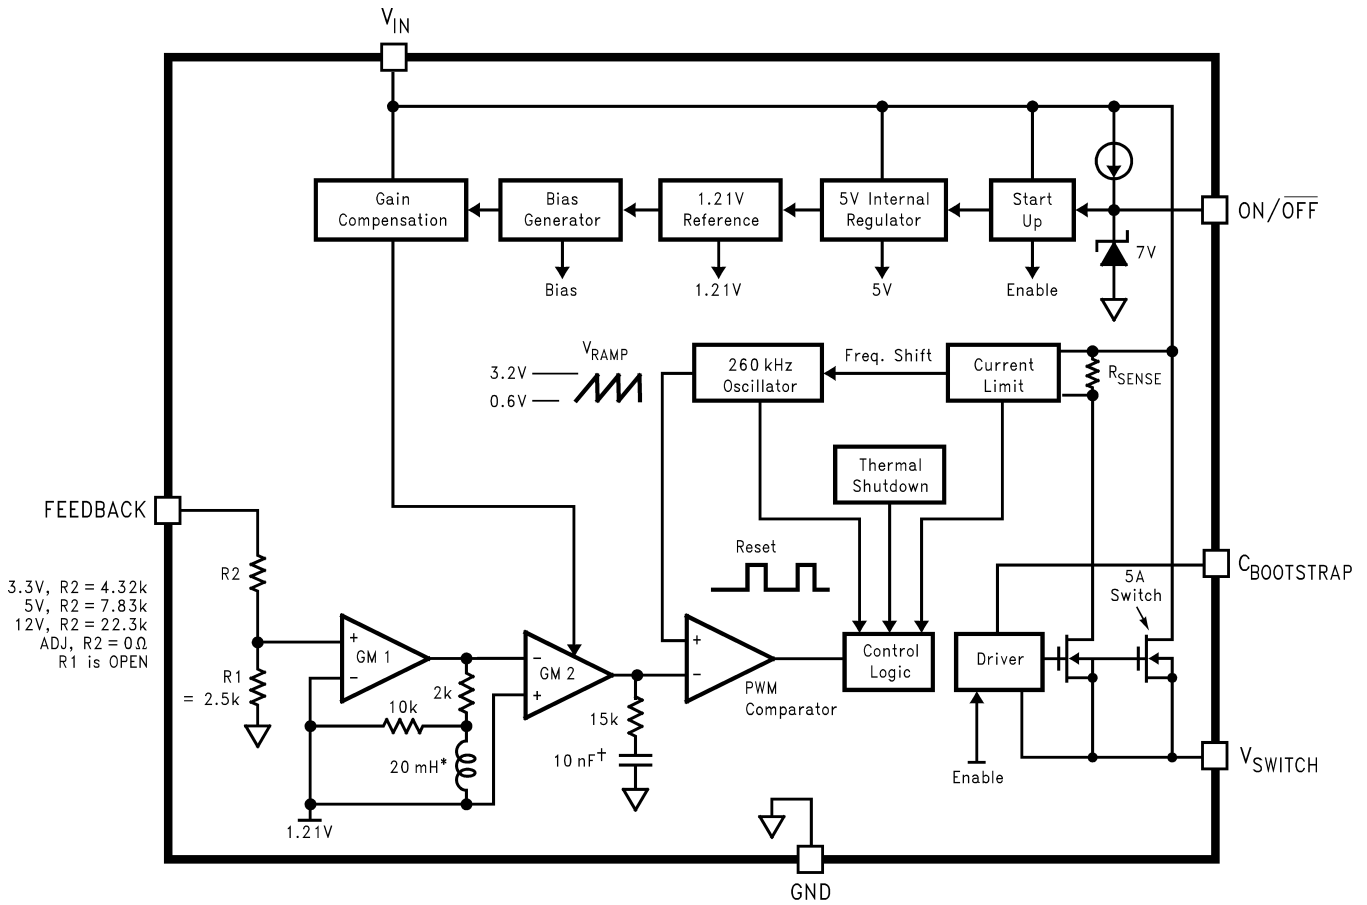 VIN
Gain
Compensation
Bias
Generator
1.21V
Reference
5V Internal
Regulator
Start
Up
ON/OFF
7V
Bias
1.21V
5V
Enable
VRAMP
3.2V
0.6V
260 kHz
Oscillator
Freq. Shift
Current
Limit
RSENSE
Thermal
Shutdown
FEEDBACK
Reset
R2
3.3V, R2 = 4.32k
5V, R2 = 7.83k
12V, R2 = 22.3k
ADJ, R2 = 0Ω
R1 is OPEN
R1
= 2.5k
+
GM 1
−
2k
10k
20 mH*
1.21V
−
GM 2
+
15k
10 nF+
+
−
PWM
Comparator
Control
Logic
Driver
Enable
5A
Switch
CBOOTSTRAP
VSWITCH
GND